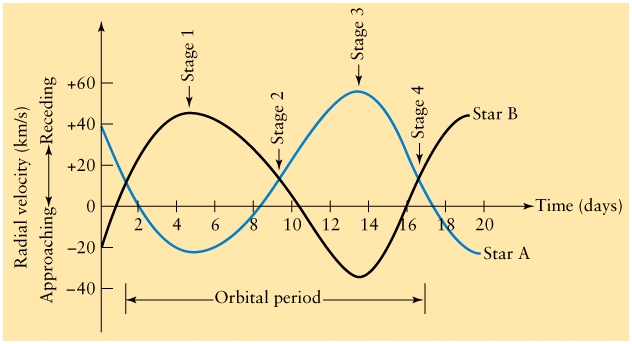 Stage 1
Stage 2
Stage 3
Stage 4
Radial velocity (km/s)
Approaching
Receding
+60
+40
+20
0
−20
−40
2
4
6
8
10
12
14
16
18
20
Time (days)
Star B
Star A
Orbital period